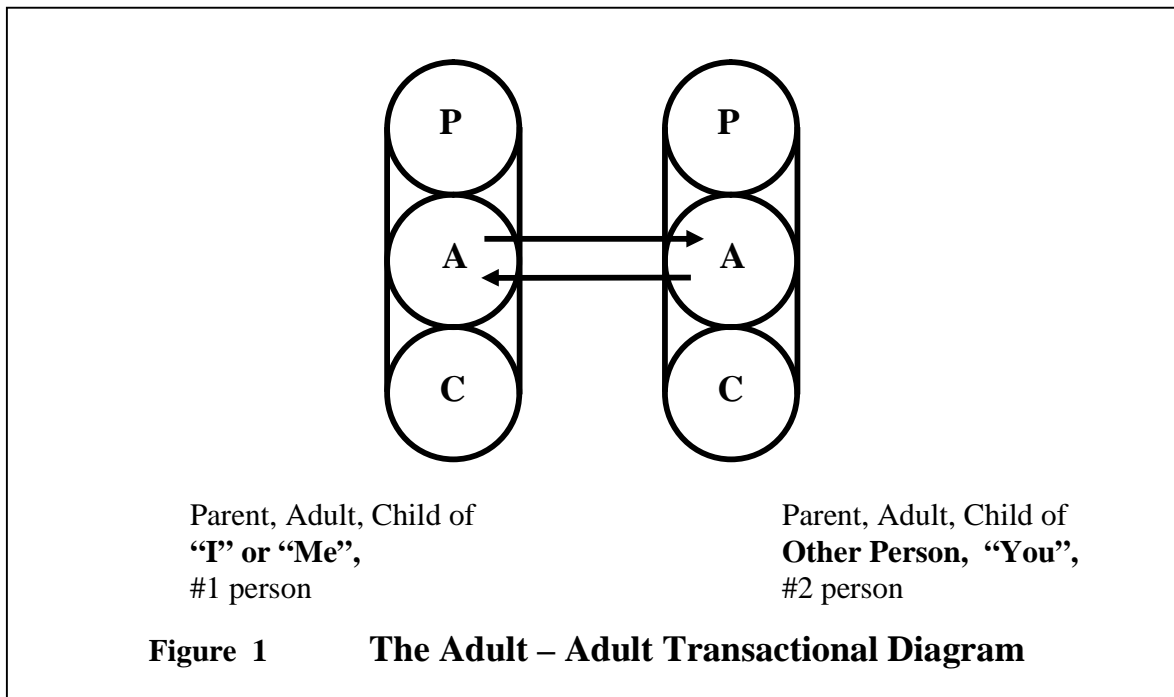 P P
A A
C C
Parent, Adult, Child of
“I” or “Me”,
#1 person
Parent, Adult, Child of
Other Person, “You”,
#2 person
Figure 1 The Adult – Adult Transactional Diagram